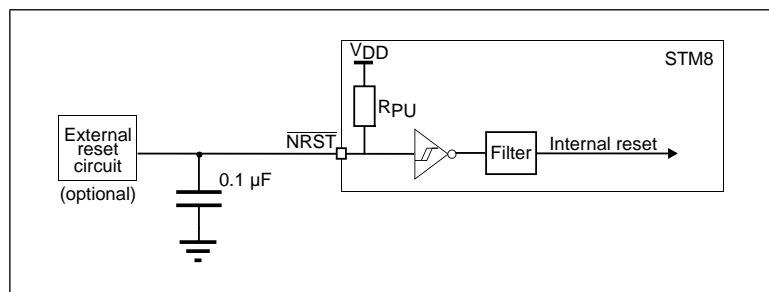 STM8
VDD
RPU
External
reset
circuit
(optional)
NRST
0.1 µF
Filter
Internal reset